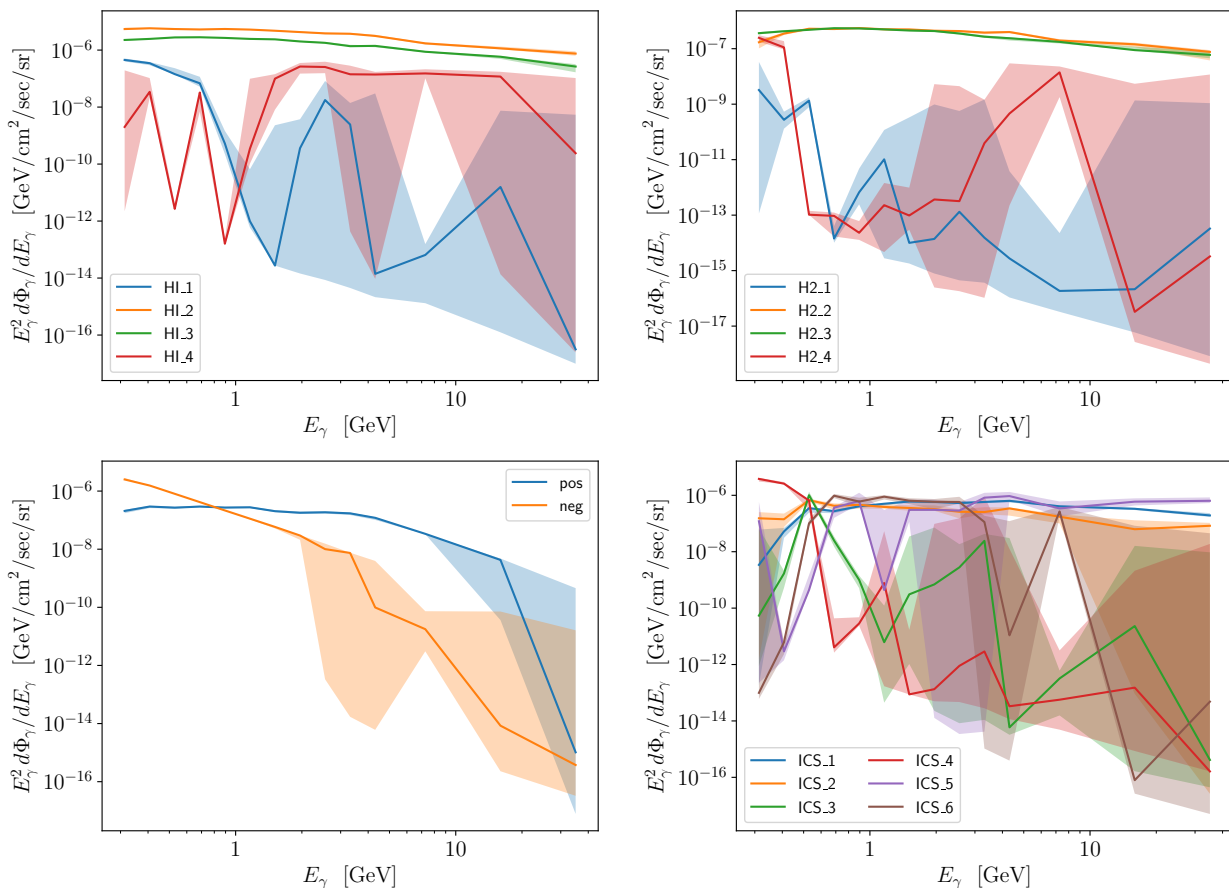 E_γ^2 dΦ_γ/dE_γ [GeV/cm^2/sec/sr]
10^−6
10^−8
10^−10
10^−12
10^−14
10^−16
HI_1
HI_2
HI_3
HI_4
1
10
E_γ [GeV]
E_γ^2 dΦ_γ/dE_γ [GeV/cm^2/sec/sr]
10^−7
10^−9
10^−11
10^−13
10^−15
10^−17
H2_1
H2_2
H2_3
H2_4
1
10
E_γ [GeV]
E_γ^2 dΦ_γ/dE_γ [GeV/cm^2/sec/sr]
10^−6
10^−8
10^−10
10^−12
10^−14
10^−16
pos
neg
1
10
E_γ [GeV]
E_γ^2 dΦ_γ/dE_γ [GeV/cm^2/sec/sr]
10^−6
10^−8
10^−10
10^−12
10^−14
10^−16
ICS_1 ICS_4
ICS_2 ICS_5
ICS_3 ICS_6
1
10
E_γ [GeV]